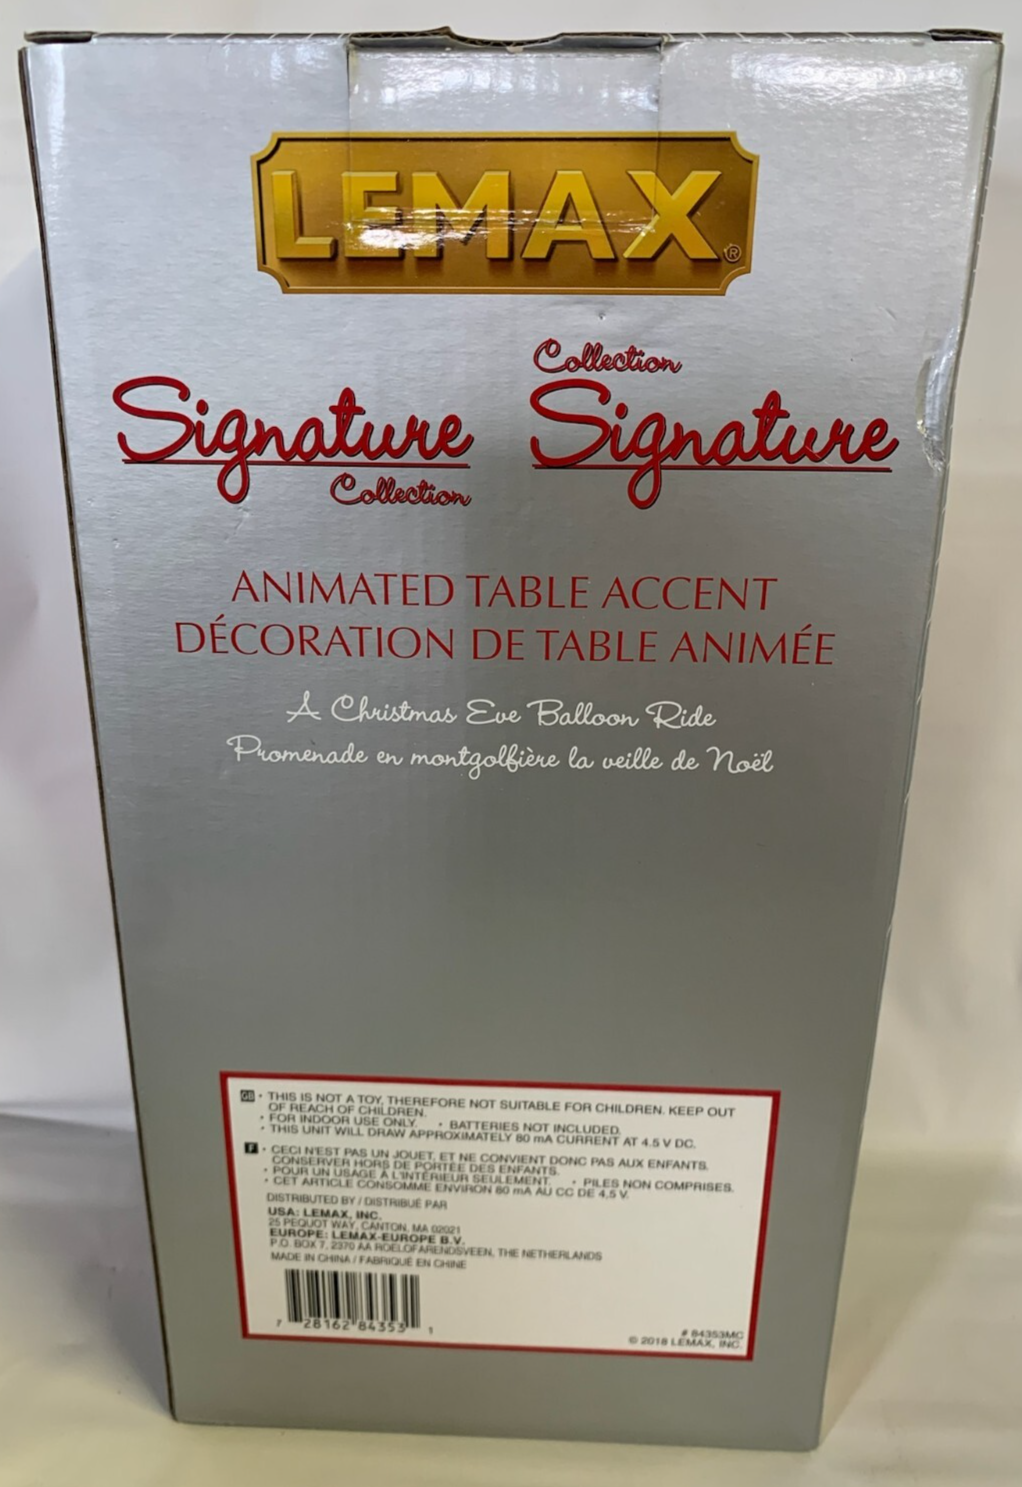 LEMAX®
Signature
Collection
Collection
Signature
ANIMATED TABLE ACCENT
DÉCORATION DE TABLE ANIMÉE
A Christmas Eve Balloon Ride
Promenade en montgolfière la veille de Noël
GB • THIS IS NOT A TOY, THEREFORE NOT SUITABLE FOR CHILDREN. KEEP OUT
OF REACH OF CHILDREN.
• FOR INDOOR USE ONLY. • BATTERIES NOT INCLUDED.
• THIS UNIT WILL DRAW APPROXIMATELY 80 mA CURRENT AT 4.5 V DC.
F • CECI N'EST PAS UN JOUET, ET NE CONVIENT DONC PAS AUX ENFANTS.
CONSERVER HORS DE PORTÉE DES ENFANTS.
• POUR UN USAGE À L'INTÉRIEUR SEULEMENT. • PILES NON COMPRISES.
• CET ARTICLE CONSOMME ENVIRON 80 mA AU CC DE 4,5 V.
DISTRIBUTED BY / DISTRIBUÉ PAR
USA: LEMAX, INC.
25 PEQUOT WAY, CANTON, MA 02021
EUROPE: LEMAX-EUROPE B.V.
P.O. BOX 7, 2370 AA ROELOFARENDSVEEN, THE NETHERLANDS
MADE IN CHINA / FABRIQUÉ EN CHINE
7 28162 84353 1
# 84353MC
© 2018 LEMAX, INC.